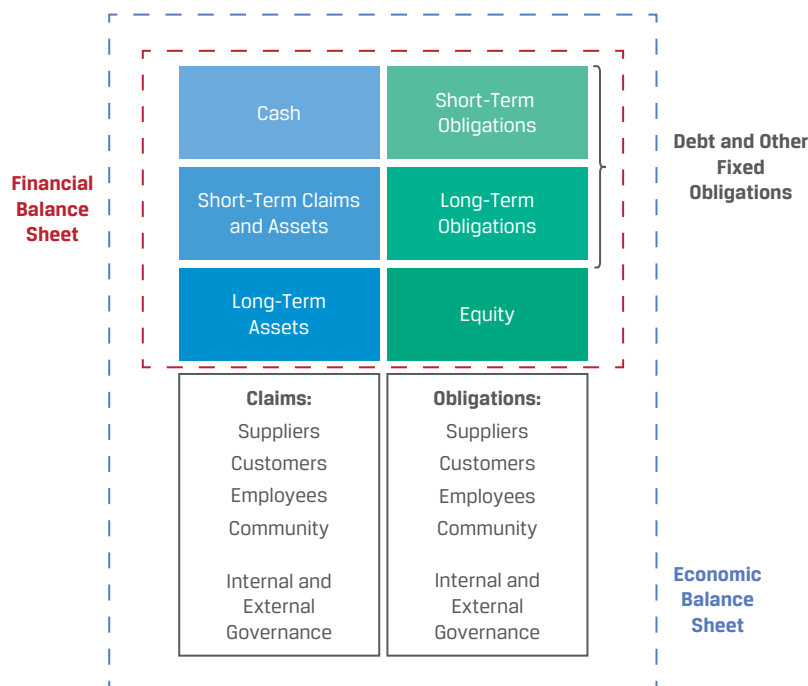 Cash
Short-Term
Obligations
Debt and Other
Fixed
Obligations
Financial
Balance
Sheet
Short-Term Claims
and Assets
Long-Term
Obligations
Long-Term
Assets
Equity
Claims:
Suppliers
Customers
Employees
Community
Internal and
External
Governance
Obligations:
Suppliers
Customers
Employees
Community
Internal and
External
Governance
Economic
Balance
Sheet